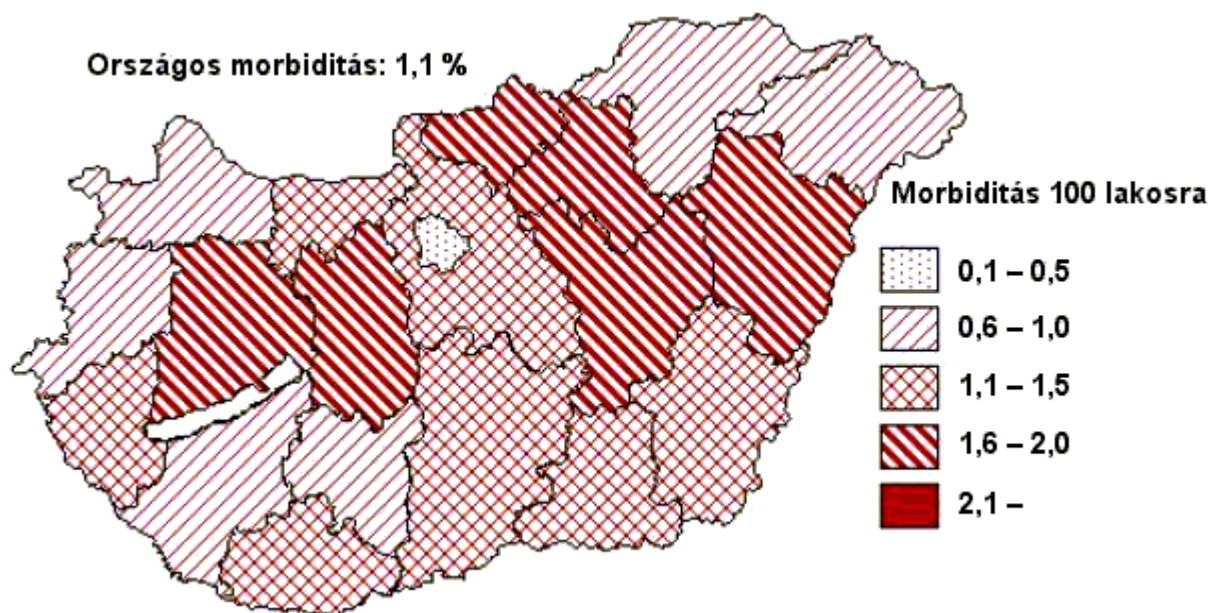 Országos morbiditás: 1,1 %
Morbiditás 100 lakosra
0,1 – 0,5
0,6 – 1,0
1,1 – 1,5
1,6 – 2,0
2,1 –